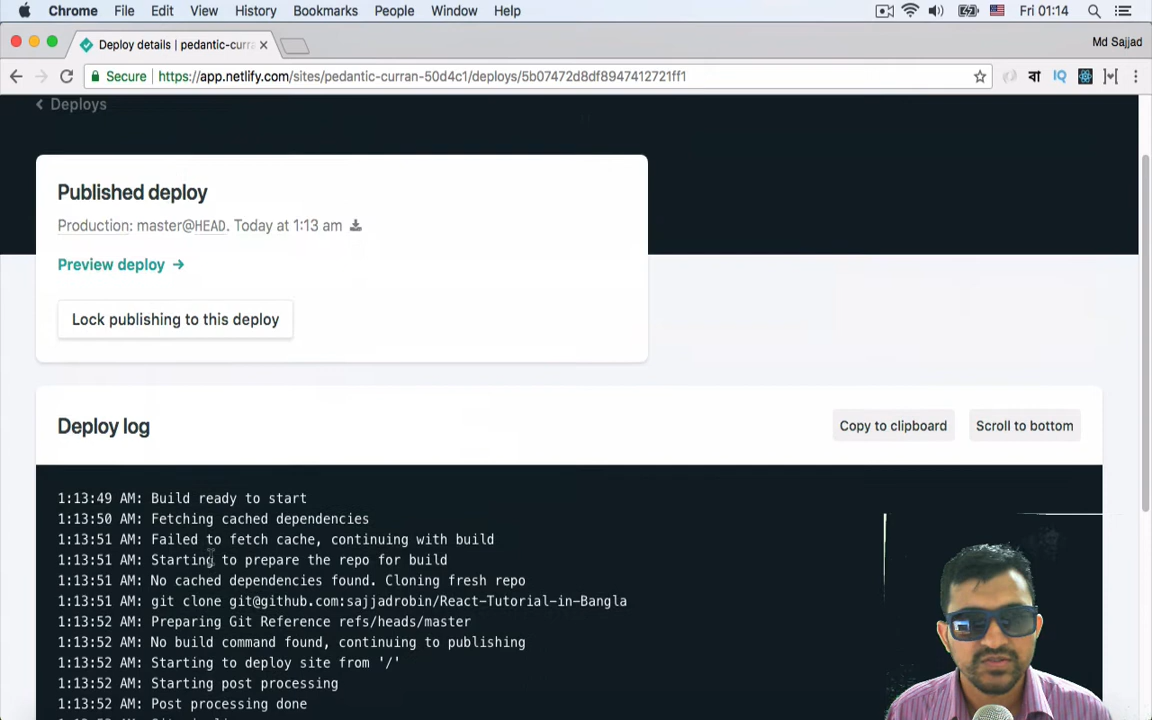 Chrome File Edit View History Bookmarks People Window Help Fri 01:14
Deploy details | pedantic-curra Md Sajjad
Secure https://app.netlify.com/sites/pedantic-curran-50d4c1/deploys/5b07472d8df8947412721ff1 বা IQ
Deploys
Published deploy
Production: master@HEAD. Today at 1:13 am
Preview deploy →
Lock publishing to this deploy
Deploy log Copy to clipboard Scroll to bottom
1:13:49 AM: Build ready to start
1:13:50 AM: Fetching cached dependencies
1:13:51 AM: Failed to fetch cache, continuing with build
1:13:51 AM: Starting to prepare the repo for build
1:13:51 AM: No cached dependencies found. Cloning fresh repo
1:13:51 AM: git clone git@github.com:sajjadrobin/React-Tutorial-in-Bangla
1:13:52 AM: Preparing Git Reference refs/heads/master
1:13:52 AM: No build command found, continuing to publishing
1:13:52 AM: Starting to deploy site from '/'
1:13:52 AM: Starting post processing
1:13:52 AM: Post processing done